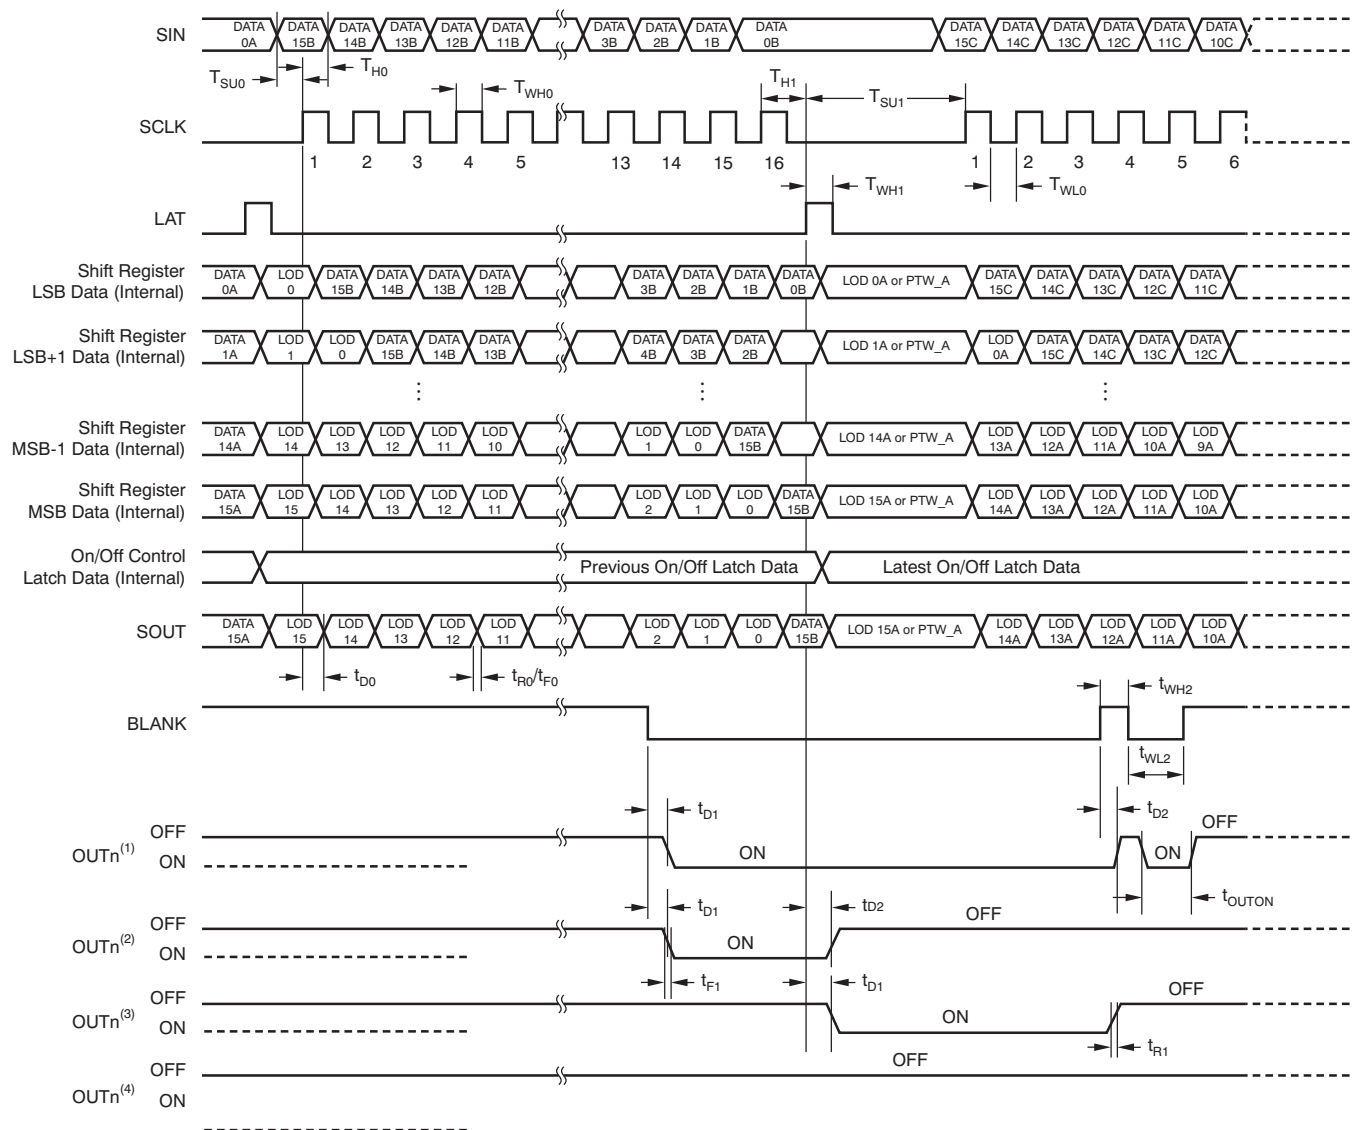 SIN
DATA 0A
DATA 15B
DATA 14B
DATA 13B
DATA 12B
DATA 11B
DATA 3B
DATA 2B
DATA 1B
DATA 0B
DATA 15C
DATA 14C
DATA 13C
DATA 12C
DATA 11C
DATA 10C
TSU0
TH0
TWH0
TH1
TSU1
SCLK
1 2 3 4 5 13 14 15 16 1 2 3 4 5 6
TWH1
TWL0
LAT
Shift Register
LSB Data (Internal)
DATA 0A
LOD 0
DATA 15B
DATA 14B
DATA 13B
DATA 12B
DATA 3B
DATA 2B
DATA 1B
DATA 0B
LOD 0A or PTW_A
DATA 15C
DATA 14C
DATA 13C
DATA 12C
DATA 11C
Shift Register
LSB+1 Data (Internal)
DATA 1A
LOD 1
LOD 0
DATA 15B
DATA 14B
DATA 13B
DATA 4B
DATA 3B
DATA 2B
LOD 1A or PTW_A
LOD 0A
DATA 15C
DATA 14C
DATA 13C
DATA 12C
Shift Register
MSB-1 Data (Internal)
DATA 14A
LOD 14
LOD 13
LOD 12
LOD 11
LOD 10
LOD 1
LOD 0
DATA 15B
LOD 14A or PTW_A
LOD 13A
LOD 12A
LOD 11A
LOD 10A
LOD 9A
Shift Register
MSB Data (Internal)
DATA 15A
LOD 15
LOD 14
LOD 13
LOD 12
LOD 11
LOD 2
LOD 1
LOD 0
DATA 15B
LOD 15A or PTW_A
LOD 14A
LOD 13A
LOD 12A
LOD 11A
LOD 10A
On/Off Control
Latch Data (Internal)
Previous On/Off Latch Data
Latest On/Off Latch Data
SOUT
DATA 15A
LOD 15
LOD 14
LOD 13
LOD 12
LOD 11
LOD 2
LOD 1
LOD 0
DATA 15B
LOD 15A or PTW_A
LOD 14A
LOD 13A
LOD 12A
LOD 11A
LOD 10A
tD0
tR0/tF0
BLANK
tWH2
tWL2
tD1
tD2
OUTn(1)
OFF
ON
ON
ON
OFF
tOUTON
tD1
tD2
OUTn(2)
OFF
ON
ON
OFF
tF1
tD1
OUTn(3)
OFF
ON
ON
OFF
tR1
OUTn(4)
OFF
ON
OFF